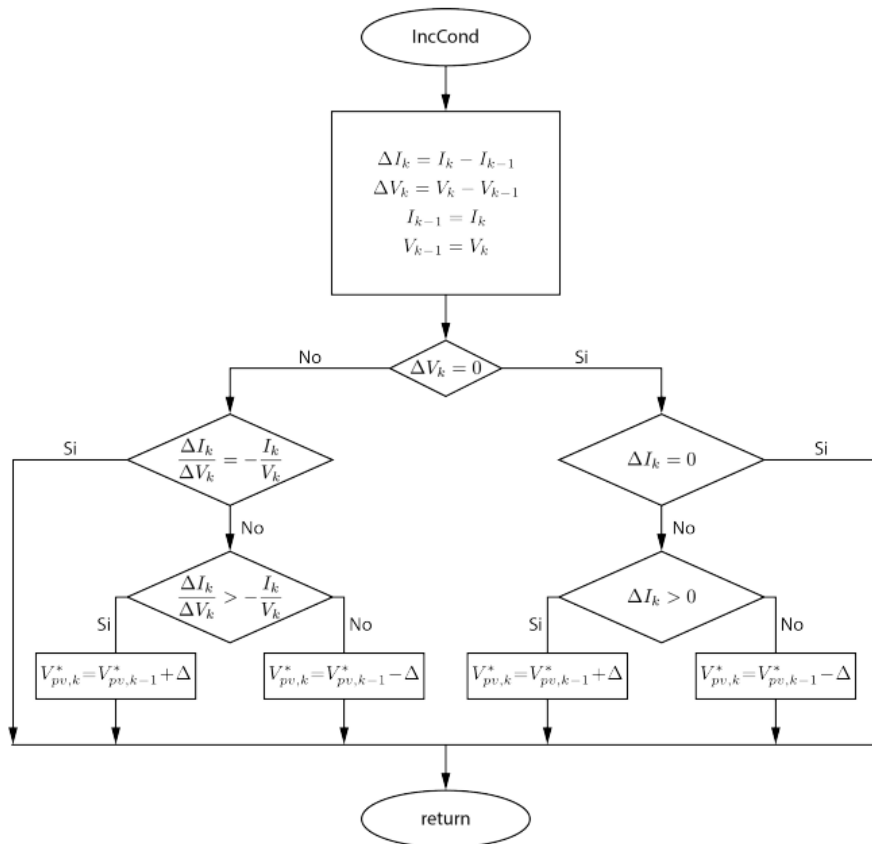 IncCond
ΔI_k = I_k − I_{k−1}
ΔV_k = V_k − V_{k−1}
I_{k−1} = I_k
V_{k−1} = V_k
No
ΔV_k = 0
Si
Si
ΔI_k/ΔV_k = −I_k/V_k
ΔI_k = 0
Si
No
No
ΔI_k/ΔV_k > −I_k/V_k
ΔI_k > 0
Si
No
Si
No
V*_{pv,k}=V*_{pv,k−1}+Δ
V*_{pv,k}=V*_{pv,k−1}−Δ
V*_{pv,k}=V*_{pv,k−1}+Δ
V*_{pv,k}=V*_{pv,k−1}−Δ
return